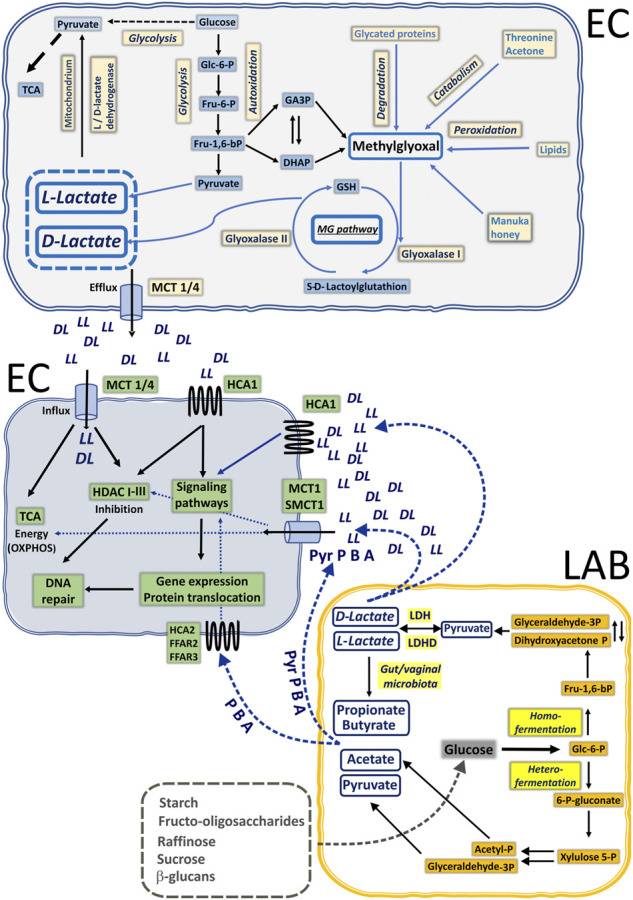 EC
Pyruvate
Glucose
Glycolysis
TCA
Mitochondrium
L / D-lactate
dehydrogenase
Glycolysis
Glc-6-P
Fru-6-P
Fru-1,6-bP
Pyruvate
Autoxidation
GA3P
DHAP
Glycated proteins
Degradation
Threonine
Acetone
Catabolism
Peroxidation
Methylglyoxal
Lipids
Manuka
honey
L-Lactate
D-Lactate
GSH
Glyoxalase II
MG pathway
Glyoxalase I
S-D- Lactoylglutathion
Efflux
MCT 1/4
DL
LL
LL
DL
DL
LL
DL
LL
DL
DL
LL
EC
MCT 1/4
HCA1
Influx
LL
DL
HCA1
DL
LL
DL
LL
LL
LL
DL
LL
DL
HDAC I-III
Inhibition
Signaling
pathways
MCT1
SMCT1
DL
LL
DL
LL
DL
LL
DL
LL
TCA
Energy
(OXPHOS)
Pyr P B A
DNA
repair
Gene expression
Protein translocation
HCA2
FFAR2
FFAR3
P B A
Pyr P B A
LAB
D-Lactate
L-Lactate
LDH
LDHD
Pyruvate
Glyceraldehyde-3P
Dihydroxyacetone P
Gut/vaginal
microbiota
Fru-1,6-bP
Propionate
Butyrate
Homo-
fermentation
Glucose
Glc-6-P
Hetero-
fermentation
Acetate
Pyruvate
6-P-gluconate
Acetyl-P
Glyceraldehyde-3P
Xylulose 5-P
Starch
Fructo-oligosaccharides
Raffinose
Sucrose
β-glucans